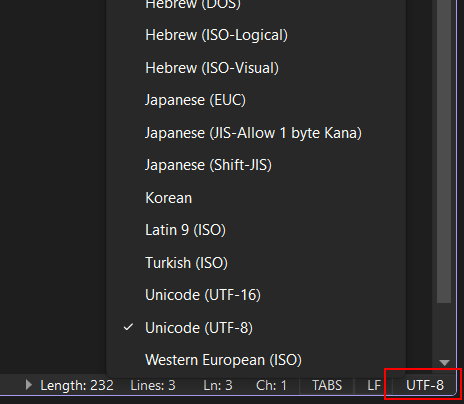 Hebrew (DOS)
Hebrew (ISO-Logical)
Hebrew (ISO-Visual)
Japanese (EUC)
Japanese (JIS-Allow 1 byte Kana)
Japanese (Shift-JIS)
Korean
Latin 9 (ISO)
Turkish (ISO)
Unicode (UTF-16)
Unicode (UTF-8)
Western European (ISO)
Length: 232 Lines: 3 Ln: 3 Ch: 1 TABS LF UTF-8